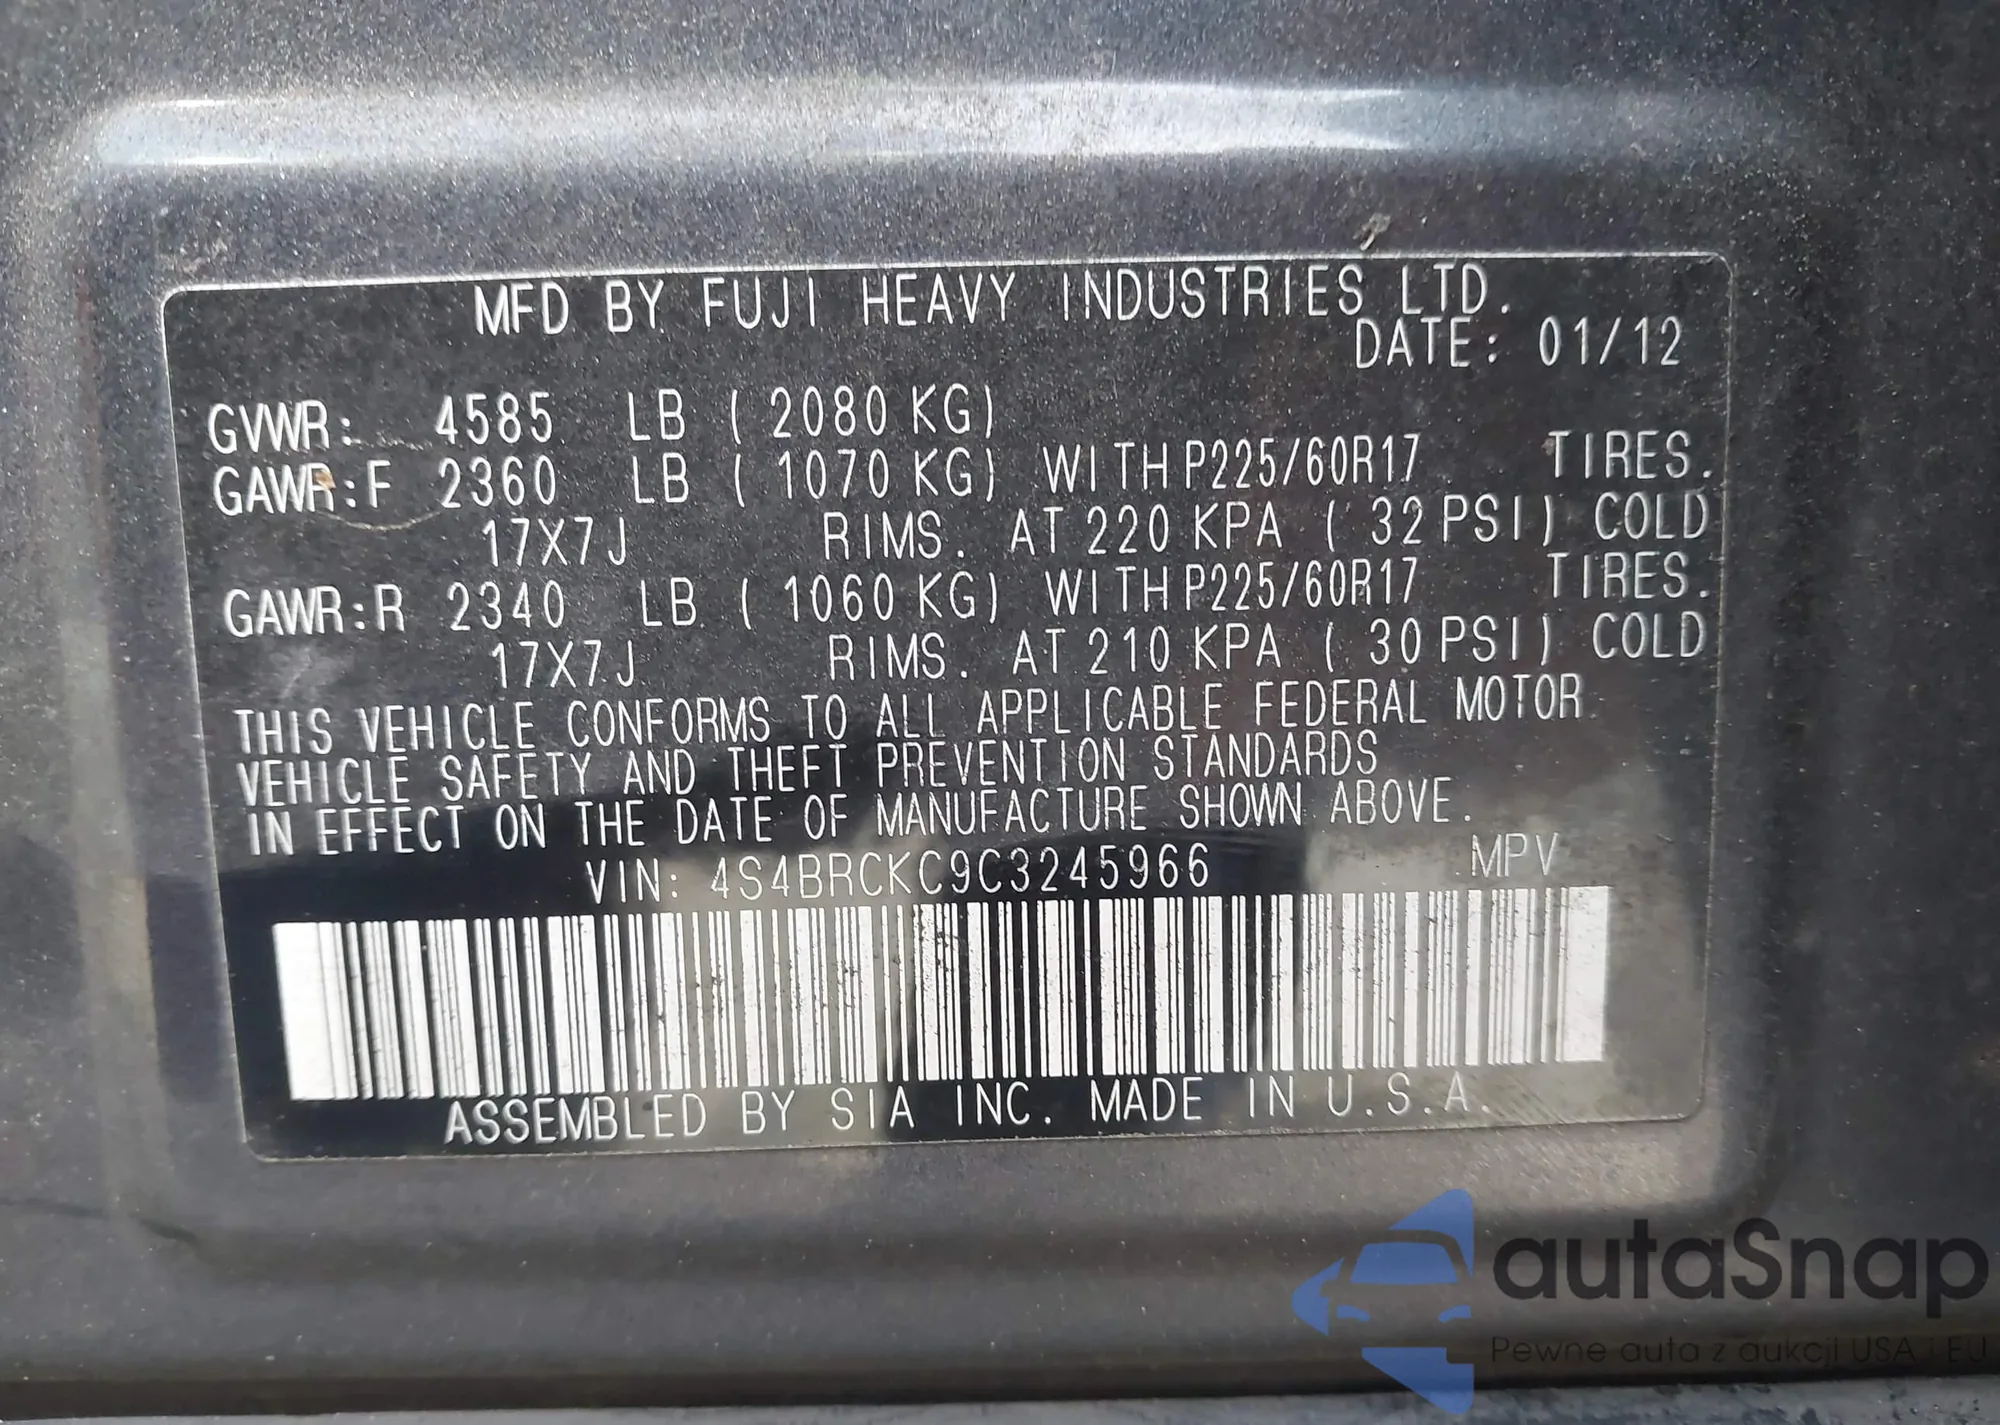 MFD BY FUJI HEAVY INDUSTRIES LTD.
DATE: 01/12
GVWR: 4585 LB ( 2080 KG)
GAWR:F 2360 LB ( 1070 KG) WITH P225/60R17 TIRES.
17X7J RIMS. AT 220 KPA ( 32 PSI) COLD
GAWR:R 2340 LB ( 1060 KG) WITH P225/60R17 TIRES.
17X7J RIMS. AT 210 KPA ( 30 PSI) COLD
THIS VEHICLE CONFORMS TO ALL APPLICABLE FEDERAL MOTOR
VEHICLE SAFETY AND THEFT PREVENTION STANDARDS
IN EFFECT ON THE DATE OF MANUFACTURE SHOWN ABOVE.
VIN: 4S4BRCKC9C3245966 MPV
ASSEMBLED BY SIA INC. MADE IN U.S.A.
autaSnap
Pewne auta z aukcji USA i EU